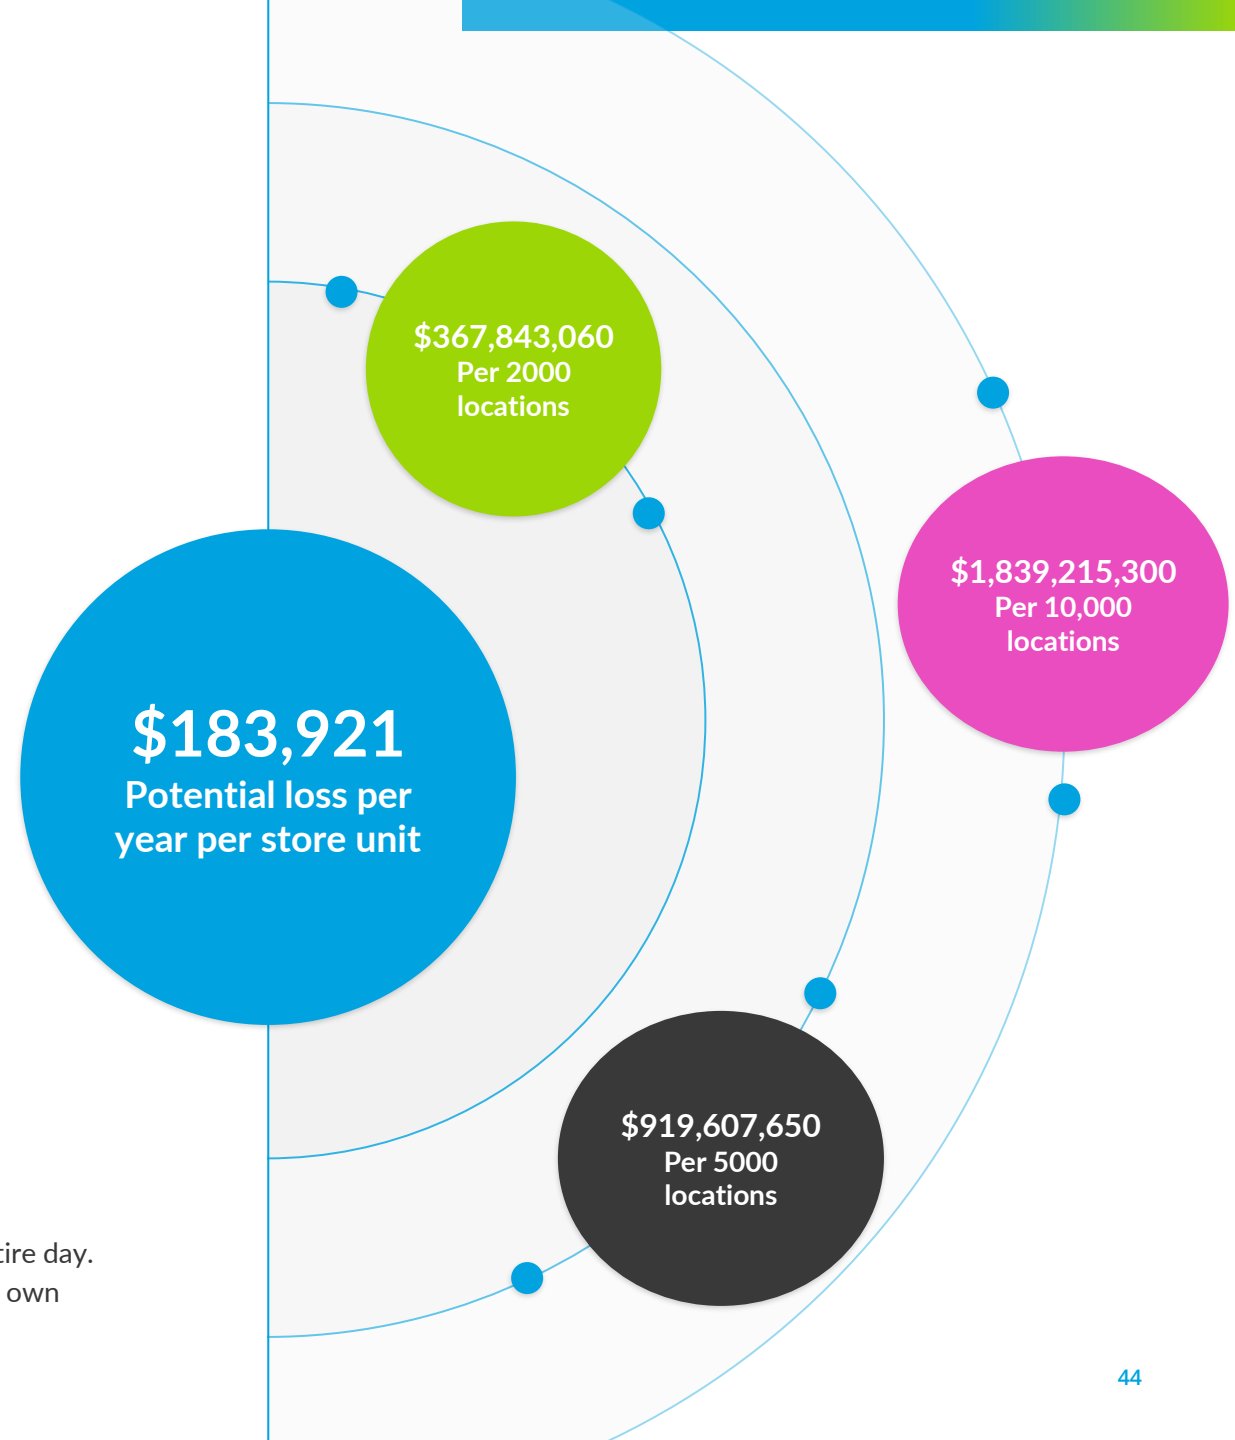 $367,843,060
Per 2000
locations
$1,839,215,300
Per 10,000
locations
$183,921
Potential loss per
year per store unit
$919,607,650
Per 5000
locations
tire day.
own
44